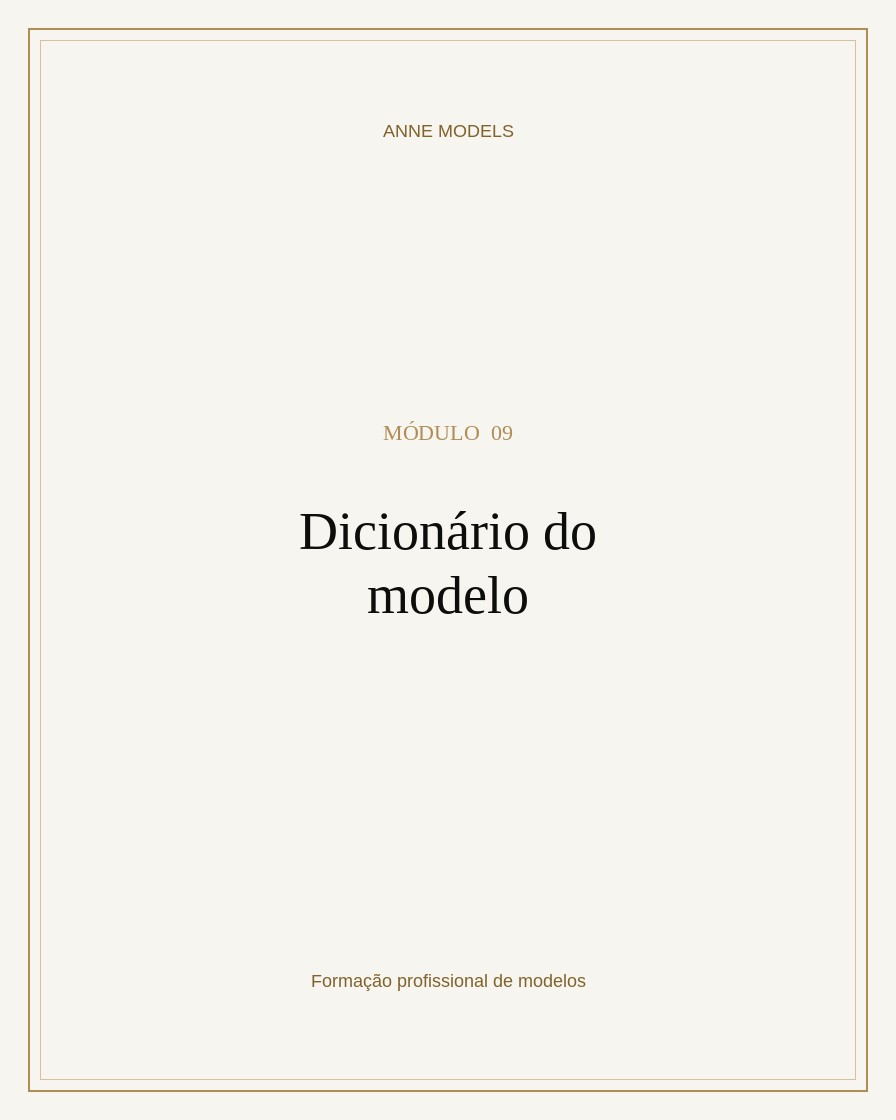 ANNE MODELS
MÓDULO 09
Dicionário do
modelo
Formação profissional de modelos